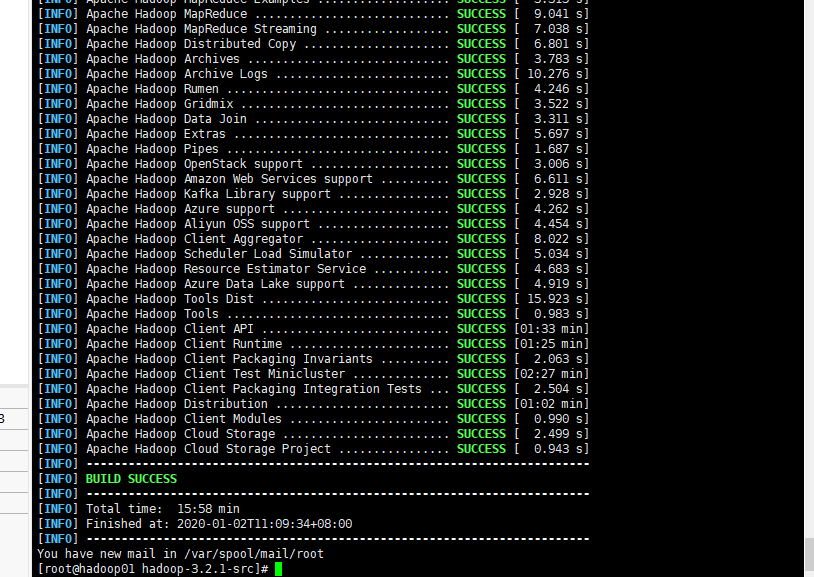 [INFO] Apache Hadoop MapReduce Examples .................... SUCCESS [  3.313 s]
[INFO] Apache Hadoop MapReduce ............................ SUCCESS [  9.041 s]
[INFO] Apache Hadoop MapReduce Streaming .................. SUCCESS [  7.038 s]
[INFO] Apache Hadoop Distributed Copy ..................... SUCCESS [  6.801 s]
[INFO] Apache Hadoop Archives ............................. SUCCESS [  3.783 s]
[INFO] Apache Hadoop Archive Logs ......................... SUCCESS [ 10.276 s]
[INFO] Apache Hadoop Rumen ................................ SUCCESS [  4.246 s]
[INFO] Apache Hadoop Gridmix .............................. SUCCESS [  3.522 s]
[INFO] Apache Hadoop Data Join ............................ SUCCESS [  3.311 s]
[INFO] Apache Hadoop Extras ............................... SUCCESS [  5.697 s]
[INFO] Apache Hadoop Pipes ................................ SUCCESS [  1.687 s]
[INFO] Apache Hadoop OpenStack support .................... SUCCESS [  3.006 s]
[INFO] Apache Hadoop Amazon Web Services support .......... SUCCESS [  6.611 s]
[INFO] Apache Hadoop Kafka Library support ................ SUCCESS [  2.928 s]
[INFO] Apache Hadoop Azure support ........................ SUCCESS [  4.262 s]
[INFO] Apache Hadoop Aliyun OSS support ................... SUCCESS [  4.454 s]
[INFO] Apache Hadoop Client Aggregator .................... SUCCESS [  8.022 s]
[INFO] Apache Hadoop Scheduler Load Simulator ............. SUCCESS [  5.034 s]
[INFO] Apache Hadoop Resource Estimator Service ........... SUCCESS [  4.683 s]
[INFO] Apache Hadoop Azure Data Lake support .............. SUCCESS [  4.919 s]
[INFO] Apache Hadoop Tools Dist ........................... SUCCESS [ 15.923 s]
[INFO] Apache Hadoop Tools ................................ SUCCESS [  0.983 s]
[INFO] Apache Hadoop Client API ........................... SUCCESS [01:33 min]
[INFO] Apache Hadoop Client Runtime ....................... SUCCESS [01:25 min]
[INFO] Apache Hadoop Client Packaging Invariants .......... SUCCESS [  2.063 s]
[INFO] Apache Hadoop Client Test Minicluster .............. SUCCESS [02:27 min]
[INFO] Apache Hadoop Client Packaging Integration Tests ... SUCCESS [  2.504 s]
[INFO] Apache Hadoop Distribution ......................... SUCCESS [01:02 min]
[INFO] Apache Hadoop Client Modules ....................... SUCCESS [  0.990 s]
[INFO] Apache Hadoop Cloud Storage ........................ SUCCESS [  2.499 s]
[INFO] Apache Hadoop Cloud Storage Project ................ SUCCESS [  0.943 s]
[INFO] ------------------------------------------------------------------------
[INFO] BUILD SUCCESS
[INFO] ------------------------------------------------------------------------
[INFO] Total time:  15:58 min
[INFO] Finished at: 2020-01-02T11:09:34+08:00
[INFO] ------------------------------------------------------------------------
You have new mail in /var/spool/mail/root
[root@hadoop01 hadoop-3.2.1-src]#